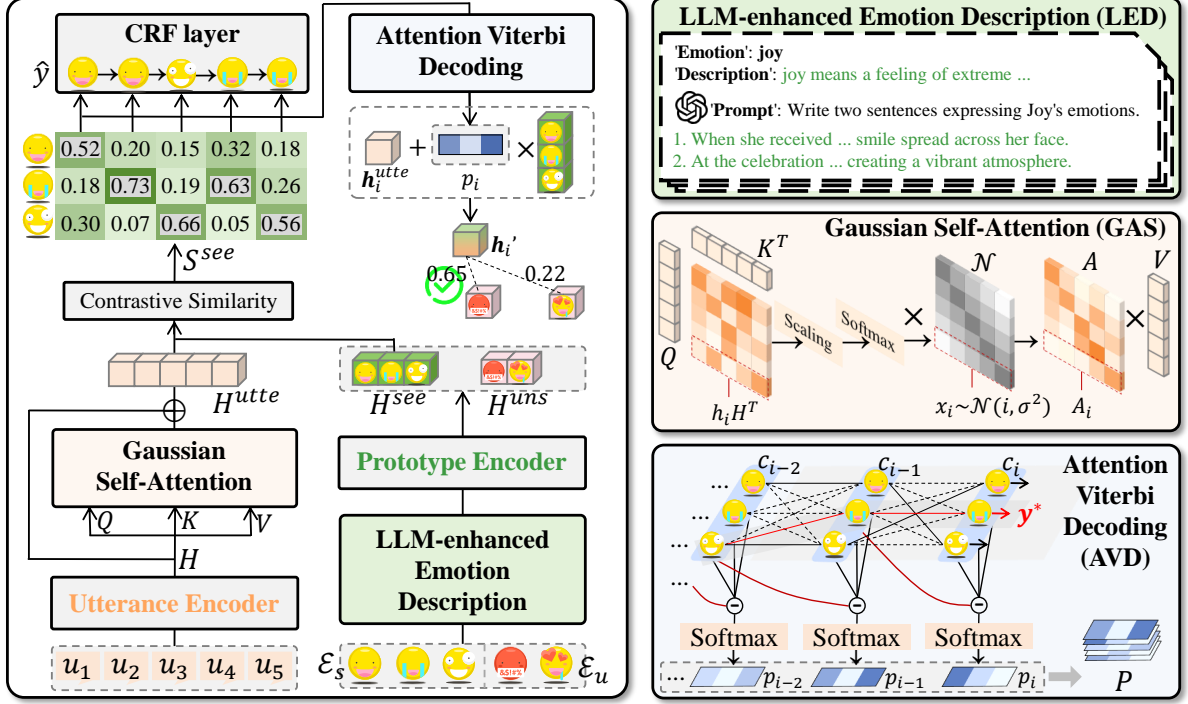 CRF layer
ŷ
0.52 0.20 0.15 0.32 0.18
0.18 0.73 0.19 0.63 0.26
0.30 0.07 0.66 0.05 0.56
S^see
Contrastive Similarity
H^utte
Gaussian
Self-Attention
Q K V
H
Utterance Encoder
u_1 u_2 u_3 u_4 u_5
Attention Viterbi
Decoding
h_i^utte + p_i ×
h_i'
0.65 0.22
&$!#%
H^see H^uns
&$!#%
Prototype Encoder
LLM-enhanced
Emotion
Description
ℰ_s ℰ_u
&$!#%
LLM-enhanced Emotion Description (LED)
'Emotion': joy
'Description': joy means a feeling of extreme ...
'Prompt': Write two sentences expressing Joy's emotions.
1. When she received ... smile spread across her face.
2. At the celebration ... creating a vibrant atmosphere.
Gaussian Self-Attention (GAS)
K^T 𝒩 A V
Q Scaling Softmax × ×
h_iH^T x_i~𝒩(i, σ^2) A_i
c_{i−2} c_{i−1} c_i
Attention
Viterbi
Decoding
(AVD)
...
...
y*
...
...
Softmax Softmax Softmax
... p_{i−2} p_{i−1} p_i P